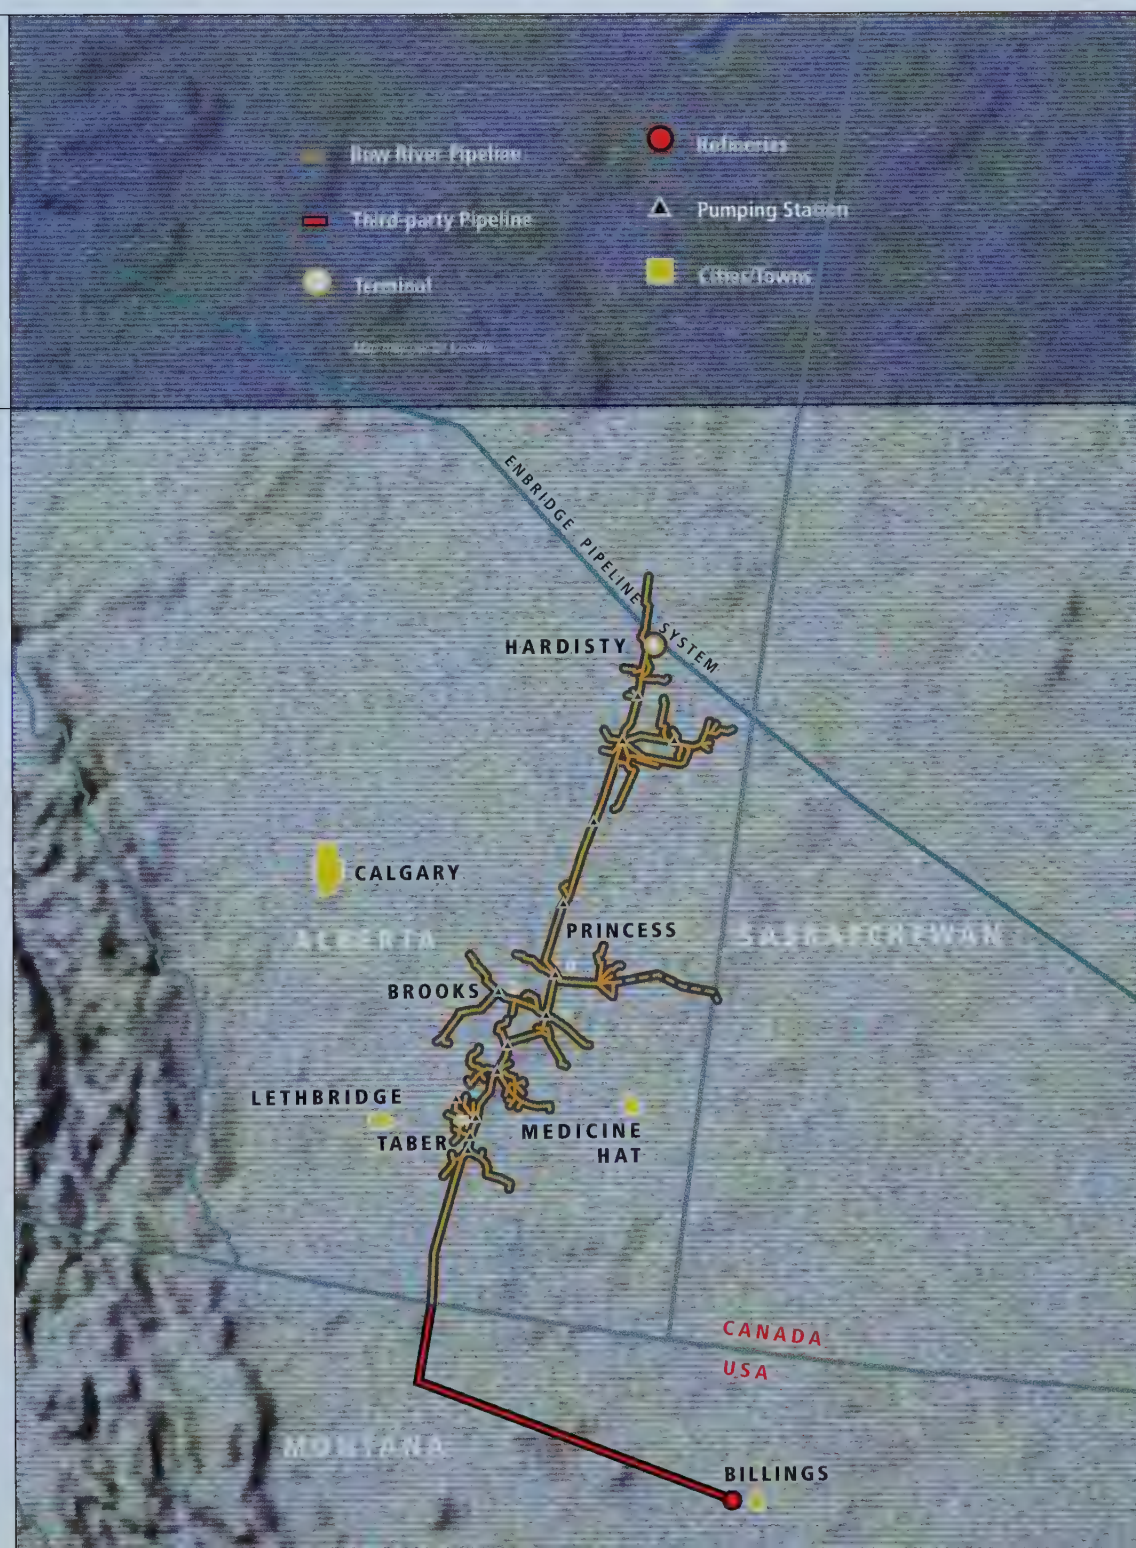 Bow River Pipeline
Refineries
Third-party Pipeline
Pumping Station
Terminal
Cities/Towns
ENBRIDGE PIPELINE SYSTEM
HARDISTY
CALGARY
PRINCESS
ALBERTA
SASKATCHEWAN
BROOKS
LETHBRIDGE
TABER
MEDICINE
HAT
CANADA
USA
MONTANA
BILLINGS